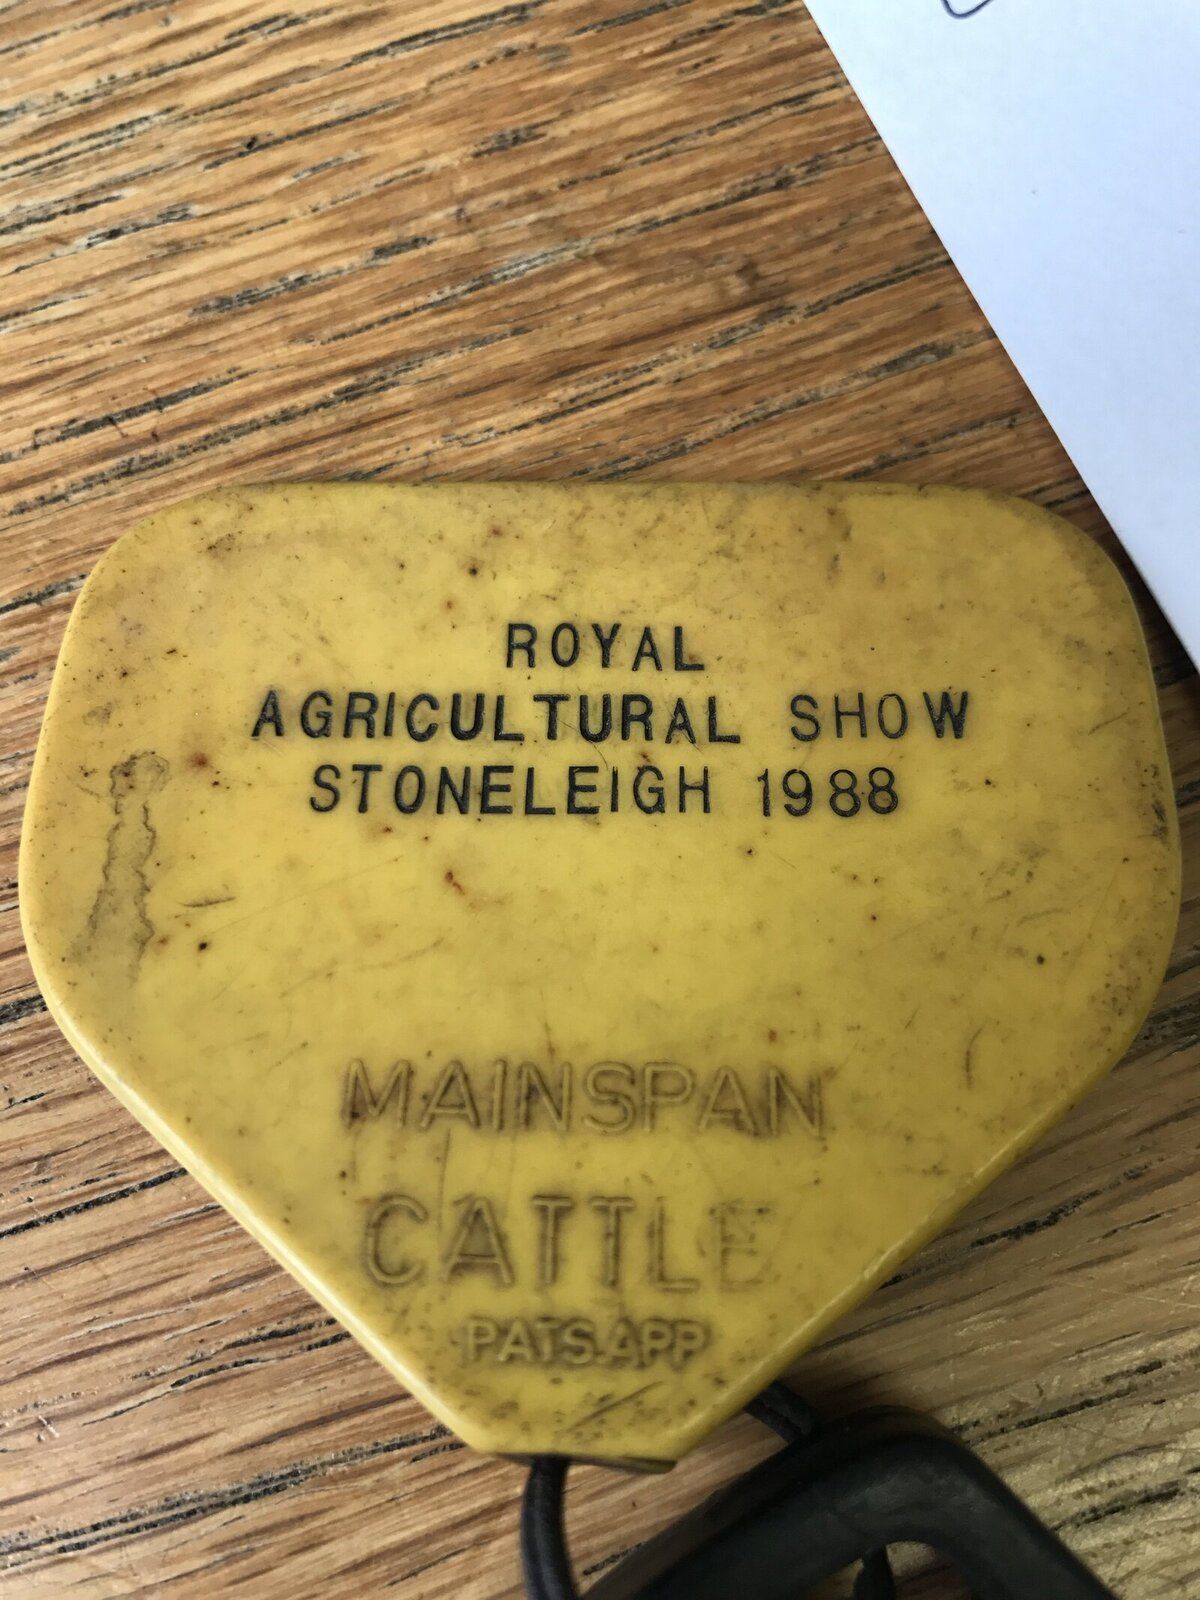 ROYAL
AGRICULTURAL SHOW
STONELEIGH 1988
MAINSPAN
CATTLE
PATS.APP